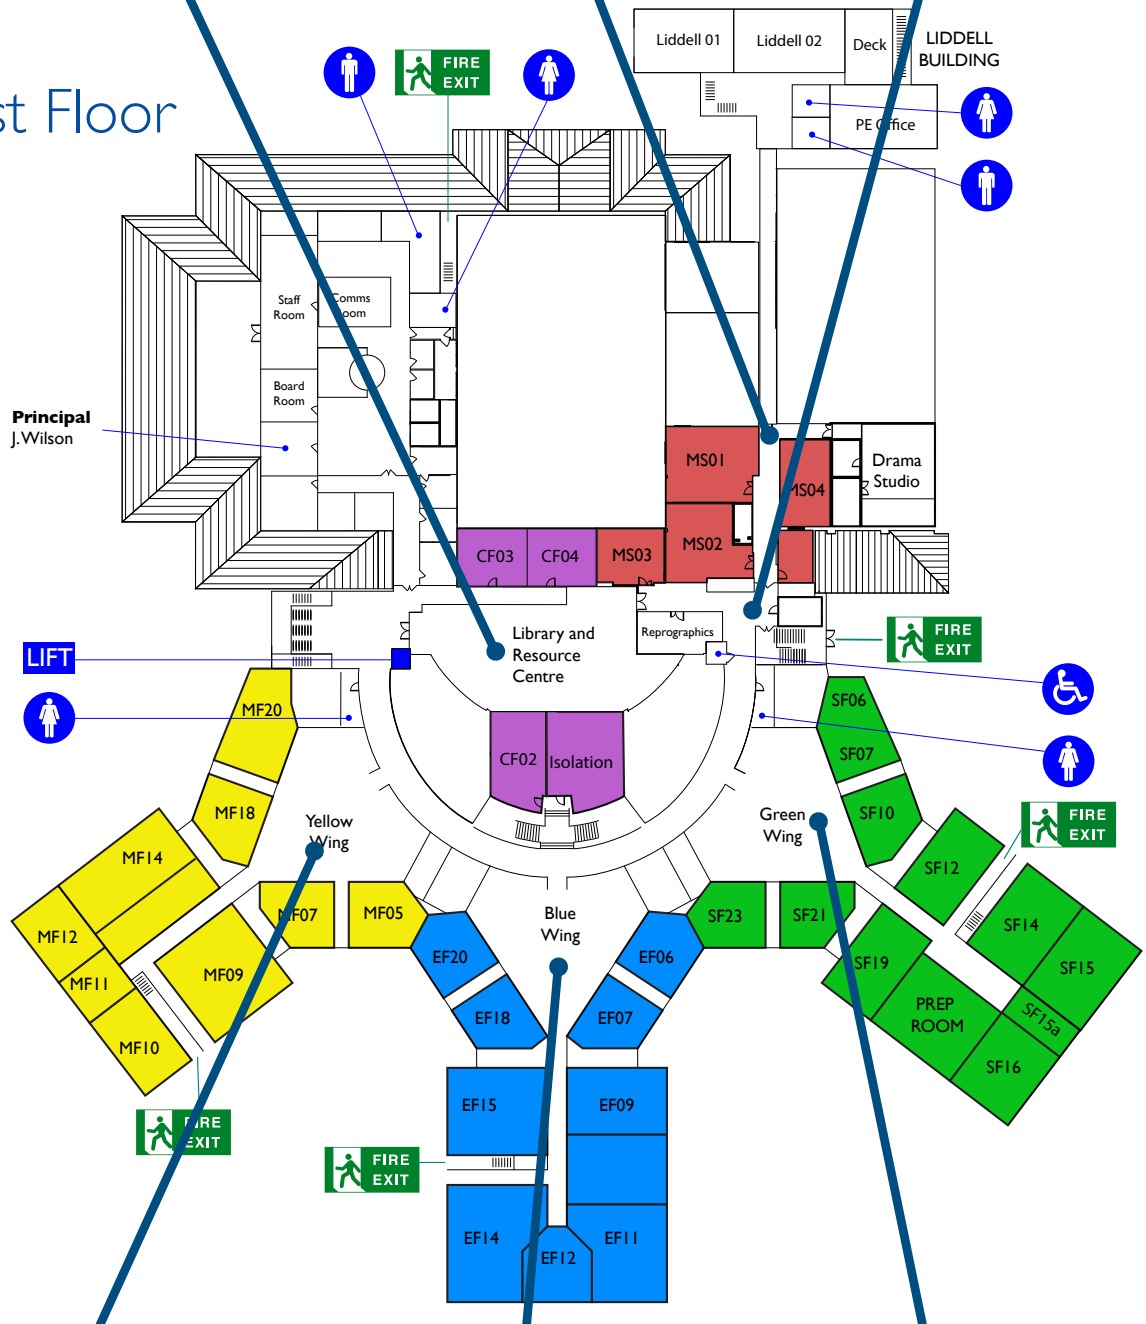 Liddell 01
Liddell 02
Deck
LIDDELL
BUILDING
FIRE
EXIT
st Floor
PE Office
Staff
Room
Comms
Room
Board
Room
Principal
J. Wilson
MS01
MS04
Drama
Studio
CF03
CF04
MS03
MS02
Library and
Resource
Centre
Reprographics
FIRE
EXIT
LIFT
MF20
SF06
SF07
CF02
Isolation
MF18
SF10
Yellow
Wing
Green
Wing
FIRE
EXIT
MF14
SF12
MF12
MF07
MF05
Blue
Wing
SF23
SF21
SF14
MF11
MF09
EF20
EF06
SF19
SF15
MF10
EF18
EF07
PREP
ROOM
SF15a
SF16
EF15
EF09
FIRE
EXIT
FIRE
EXIT
EF14
EF12
EF11